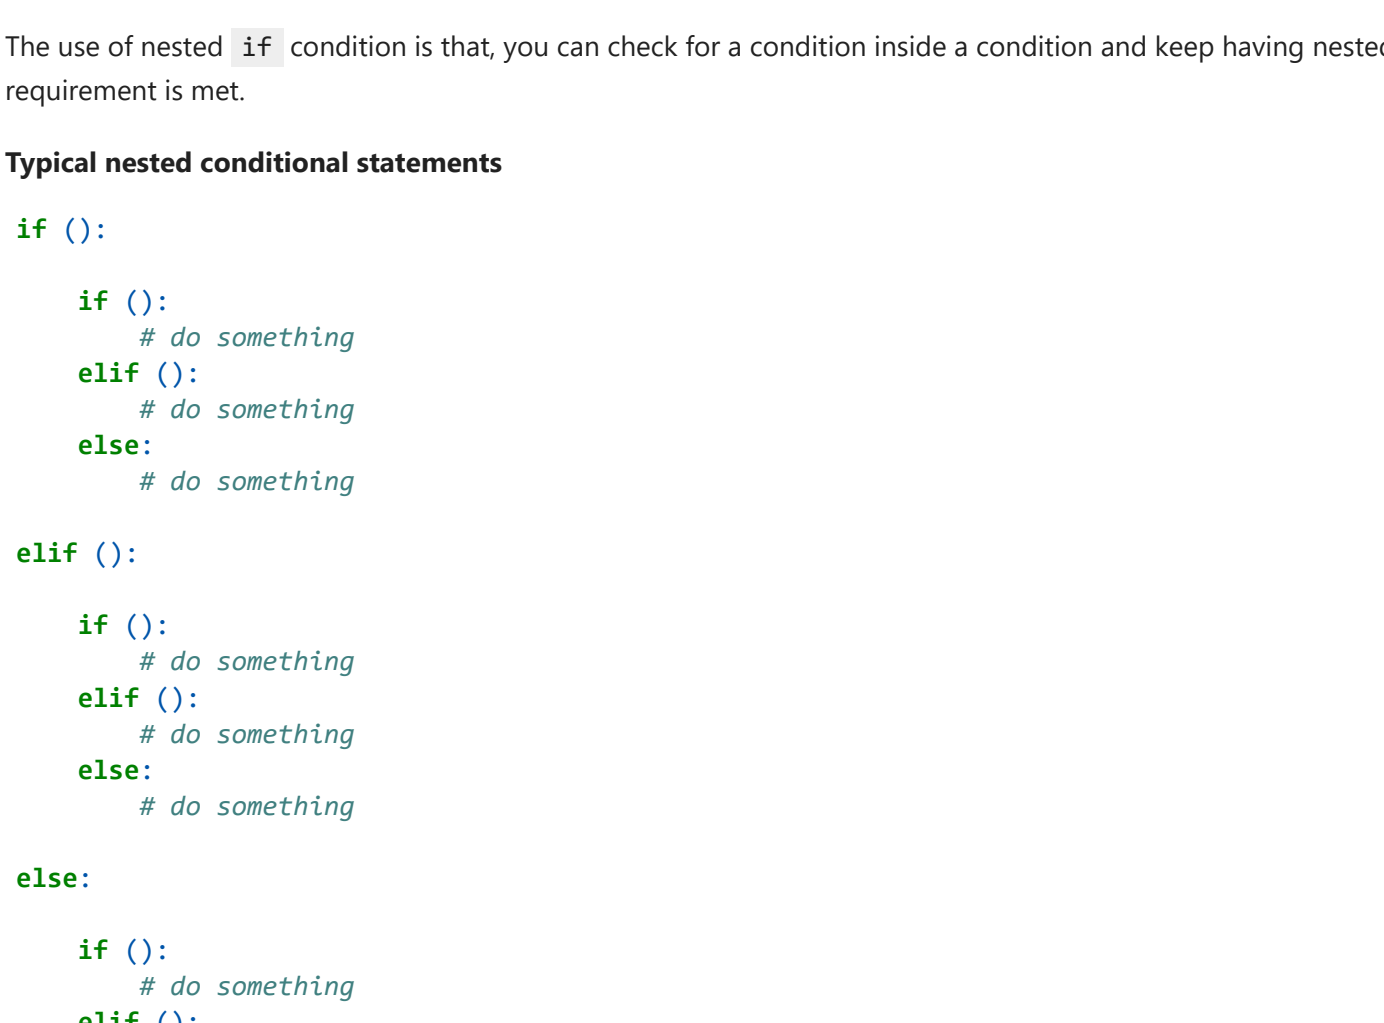 The use of nested if condition is that, you can check for a condition inside a condition and keep having nested
requirement is met.
Typical nested conditional statements
if ():
if ():
# do something
elif ():
# do something
else:
# do something
elif ():
if ():
# do something
elif ():
# do something
else:
# do something
else:
if ():
# do something
elif ():